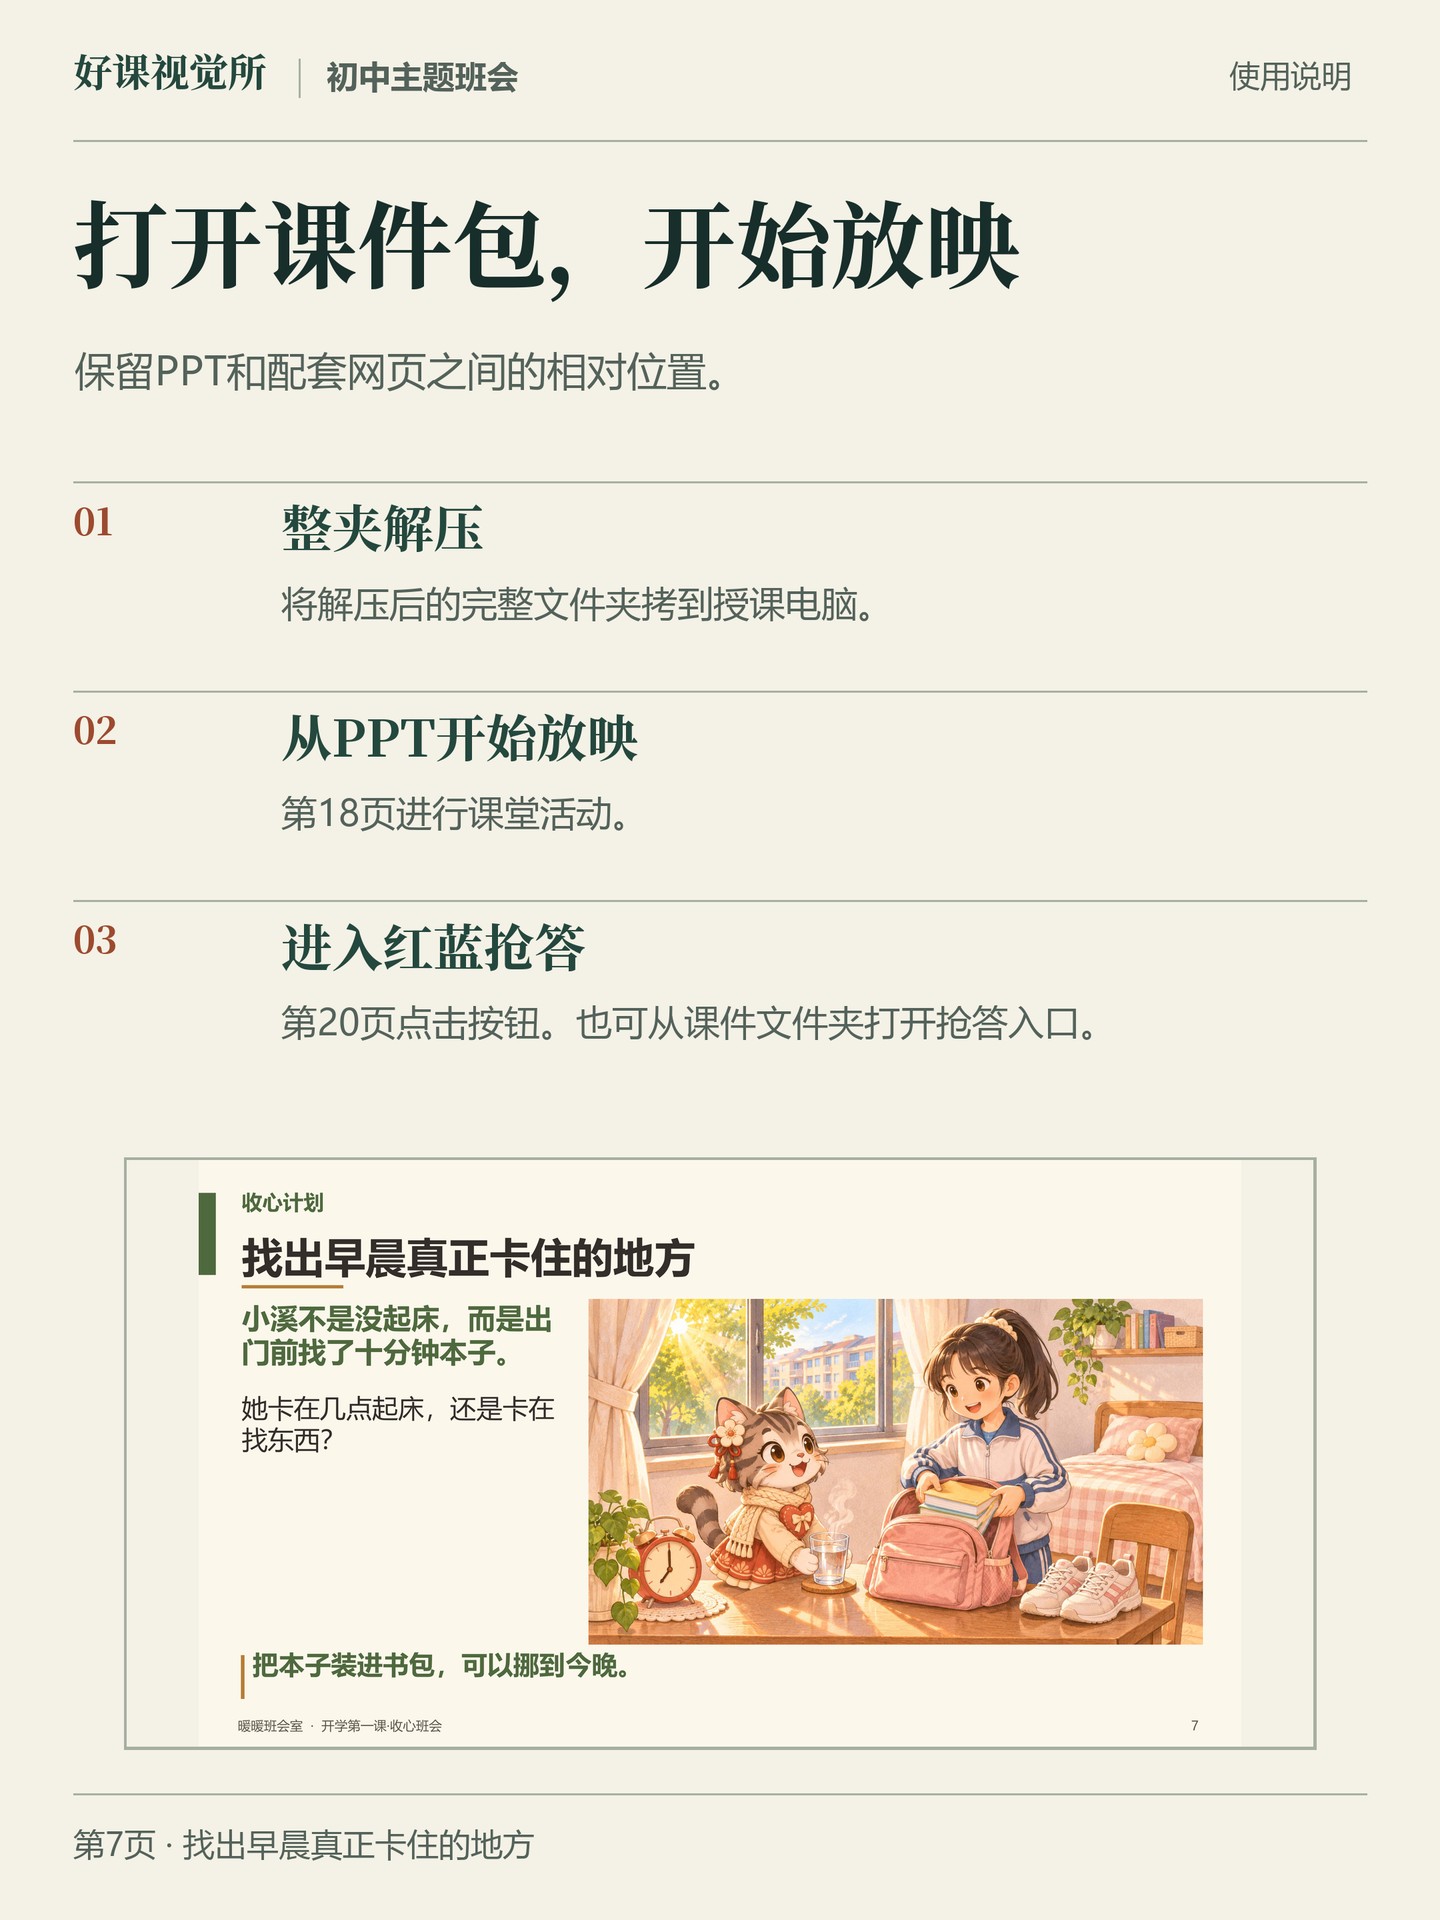 好课视觉所
初中主题班会
使用说明
打开课件包，开始放映
保留PPT和配套网页之间的相对位置。
01
整夹解压
将解压后的完整文件夹拷到授课电脑。
02
从PPT开始放映
第18页进行课堂活动。
03
进入红蓝抢答
第20页点击按钮。也可从课件文件夹打开抢答入口。
收心计划
找出早晨真正卡住的地方
小溪不是没起床，而是出
门前找了十分钟本子。
她卡在几点起床，还是卡在
找东西？
把本子装进书包，可以挪到今晚。
暖暖班会室 · 开学第一课·收心班会
7
第7页 · 找出早晨真正卡住的地方